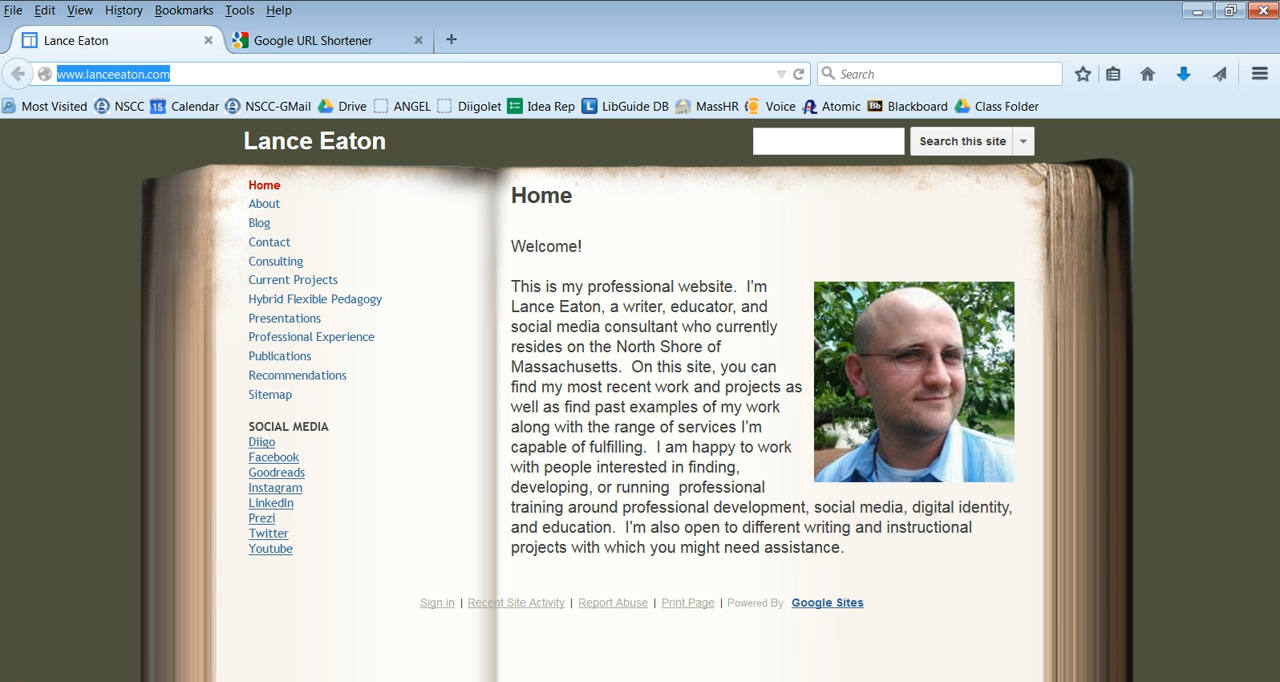 File Edit View History Bookmarks Tools Help
Lance Eaton Google URL Shortener
www.lanceeaton.com Search
Most Visited NSCC 15 Calendar NSCC-GMail Drive ANGEL Diigolet Idea Rep L LibGuide DB MassHR Voice Atomic Bb Blackboard Class Folder
Lance Eaton Search this site
Home
About
Blog
Contact
Consulting
Current Projects
Hybrid Flexible Pedagogy
Presentations
Professional Experience
Publications
Recommendations
Sitemap
SOCIAL MEDIA
Diigo
Facebook
Goodreads
Instagram
LinkedIn
Prezi
Twitter
Youtube
Home
Welcome!
This is my professional website.  I'm
Lance Eaton, a writer, educator, and
social media consultant who currently
resides on the North Shore of
Massachusetts.  On this site, you can
find my most recent work and projects as
well as find past examples of my work
along with the range of services I'm
capable of fulfilling.  I am happy to work
with people interested in finding,
developing, or running  professional
training around professional development, social media, digital identity,
and education.  I'm also open to different writing and instructional
projects with which you might need assistance.
Sign in | Recent Site Activity | Report Abuse | Print Page | Powered By Google Sites